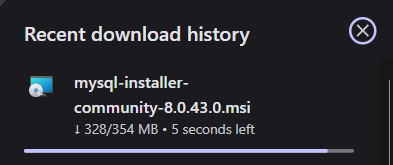 Recent download history
mysql-installer-
community-8.0.43.0.msi
↓ 328/354 MB • 5 seconds left